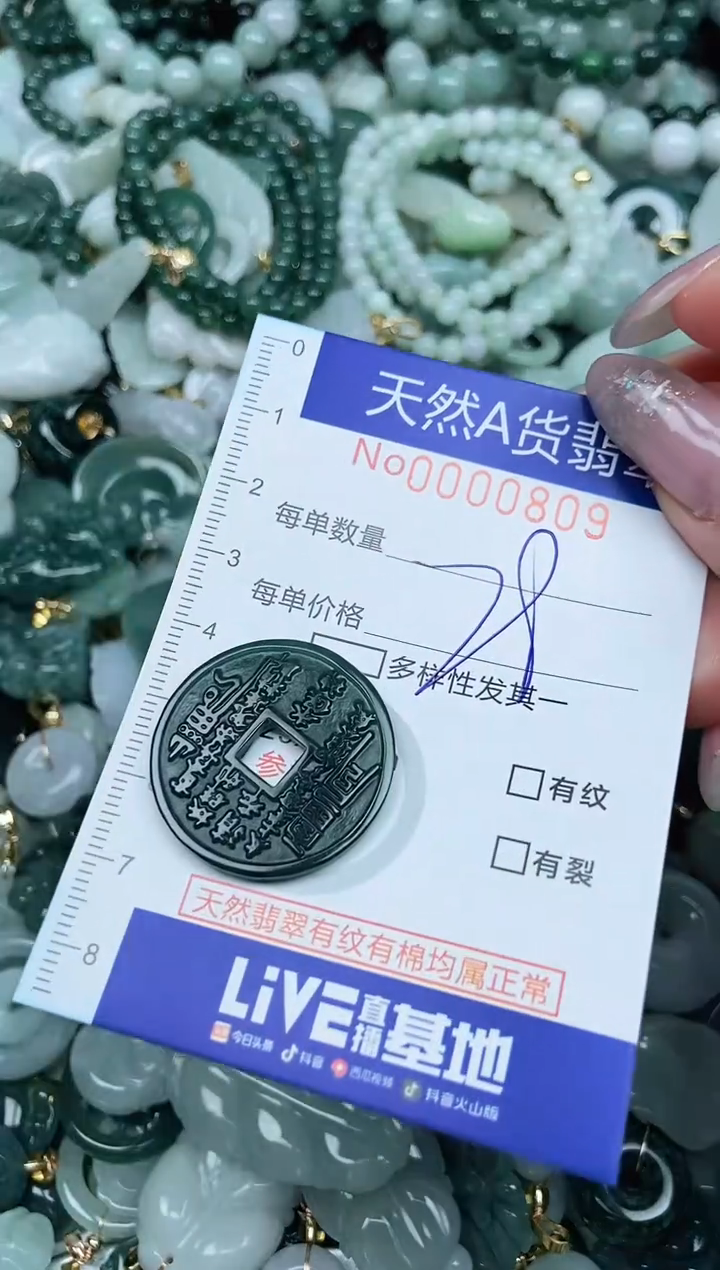 天然A货翡
No0000809
0
1
2
3
4
7
8
每单数量
每单价格
多样性发其一
参
有纹
有裂
天然翡翠有纹有棉均属正常
LiVE直播基地
今日头条 抖音 西瓜视频 抖音火山版